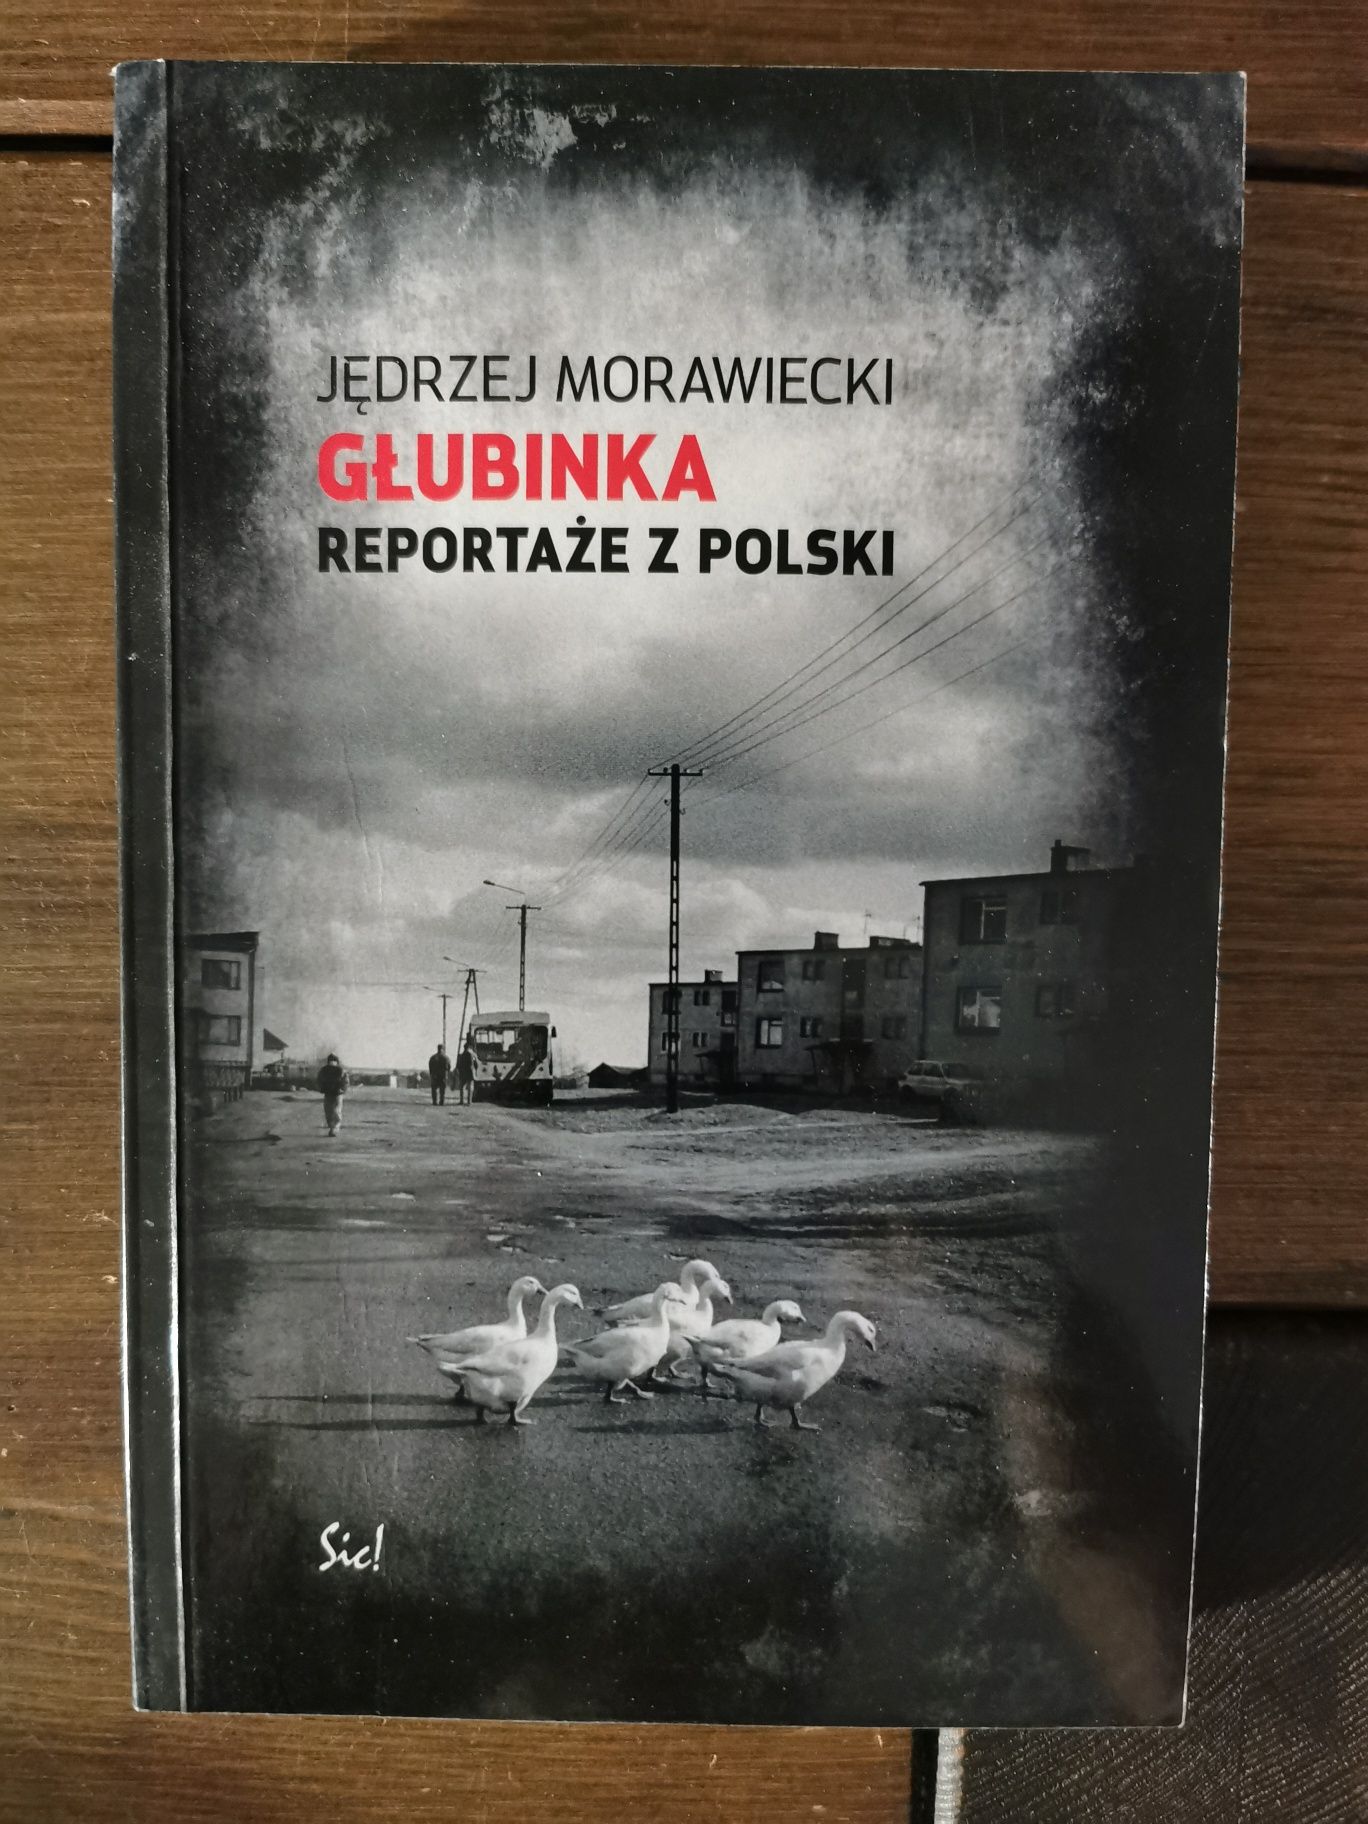 JĘDRZEJ MORAWIECKI
GŁUBINKA
REPORTAŻE Z POLSKI
Sic!